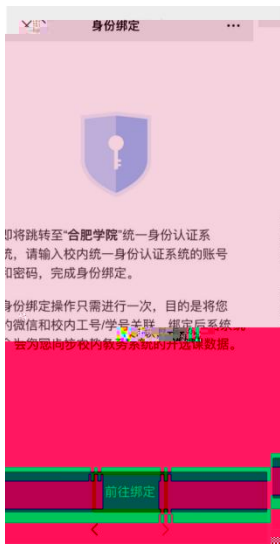 身份绑定
即将跳转至“合肥学院”统一身份认证系
统，请输入校内统一身份认证系统的账号
和密码，完成身份绑定。
身份绑定操作只需进行一次，目的是将您
的微信和校内工号/学号关联，绑定后系统
会为您同步校内教务系统的开选课数据。
前往绑定